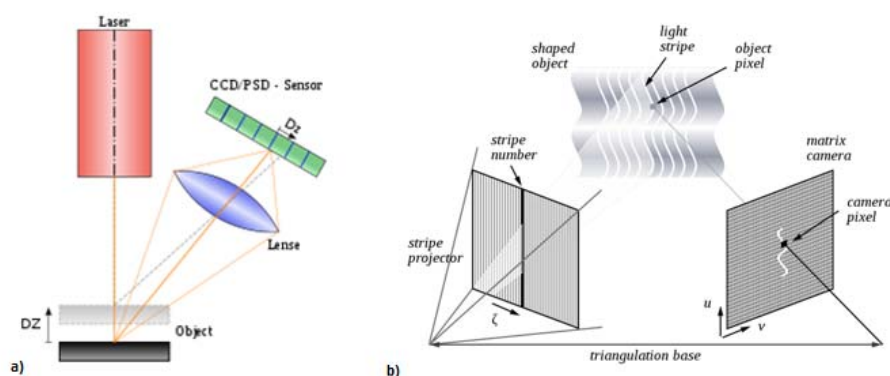 Laser
CCD/PSD - Sensor
Dz
Lense
DZ
Object
a)
shaped
object
light
stripe
object
pixel
stripe
number
matrix
camera
camera
pixel
stripe
projector
ζ
u
v
triangulation base
b)